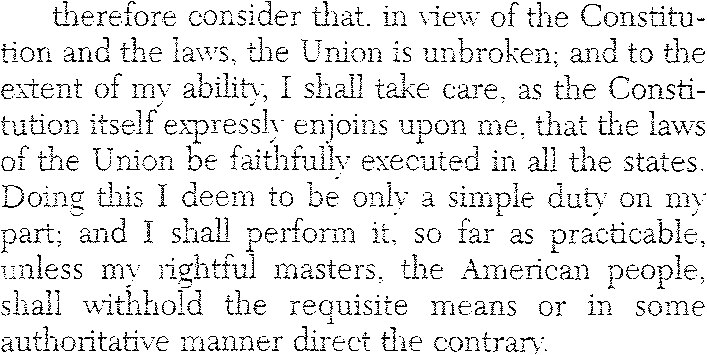 therefore consider that. in view of the Constitu-
tion and the laws, the Union is unbroken; and to the
extent of my ability, I shall take care, as the Consti-
tution itself expressly enjoins upon me, that the laws
of the Union be faithfully executed in all the states.
Doing this I deem to be only a simple duty on my
part; and I shall perform it, so far as practicable,
unless my rightful masters, the American people,
shall withhold the requisite means or in some
authoritative manner direct the contrary.